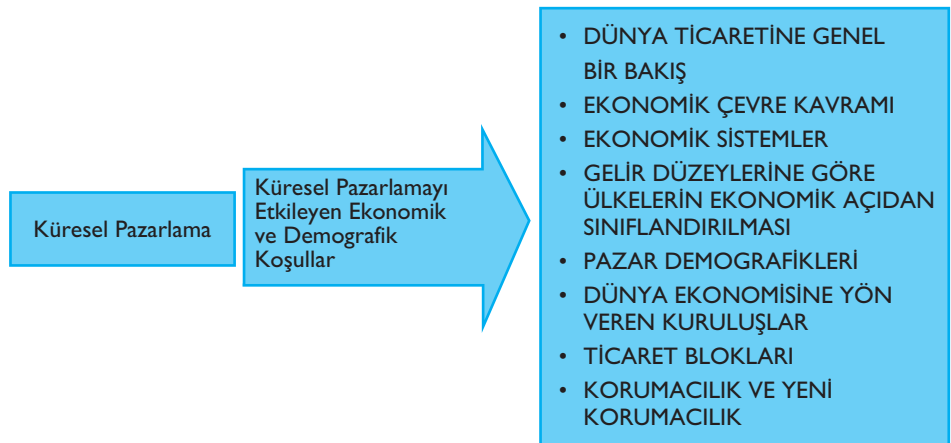 Küresel Pazarlama
Küresel Pazarlamayı
Etkileyen Ekonomik
ve Demografik
Koşullar
• DÜNYA TİCARETİNE GENEL
BİR BAKIŞ
• EKONOMİK ÇEVRE KAVRAMI
• EKONOMİK SİSTEMLER
• GELİR DÜZEYLERİNE GÖRE
ÜLKELERİN EKONOMİK AÇIDAN
SINIFLANDIRILMASI
• PAZAR DEMOGRAFİKLERİ
• DÜNYA EKONOMİSİNE YÖN
VEREN KURULUŞLAR
• TİCARET BLOKLARI
• KORUMACILIK VE YENİ
KORUMACILIK